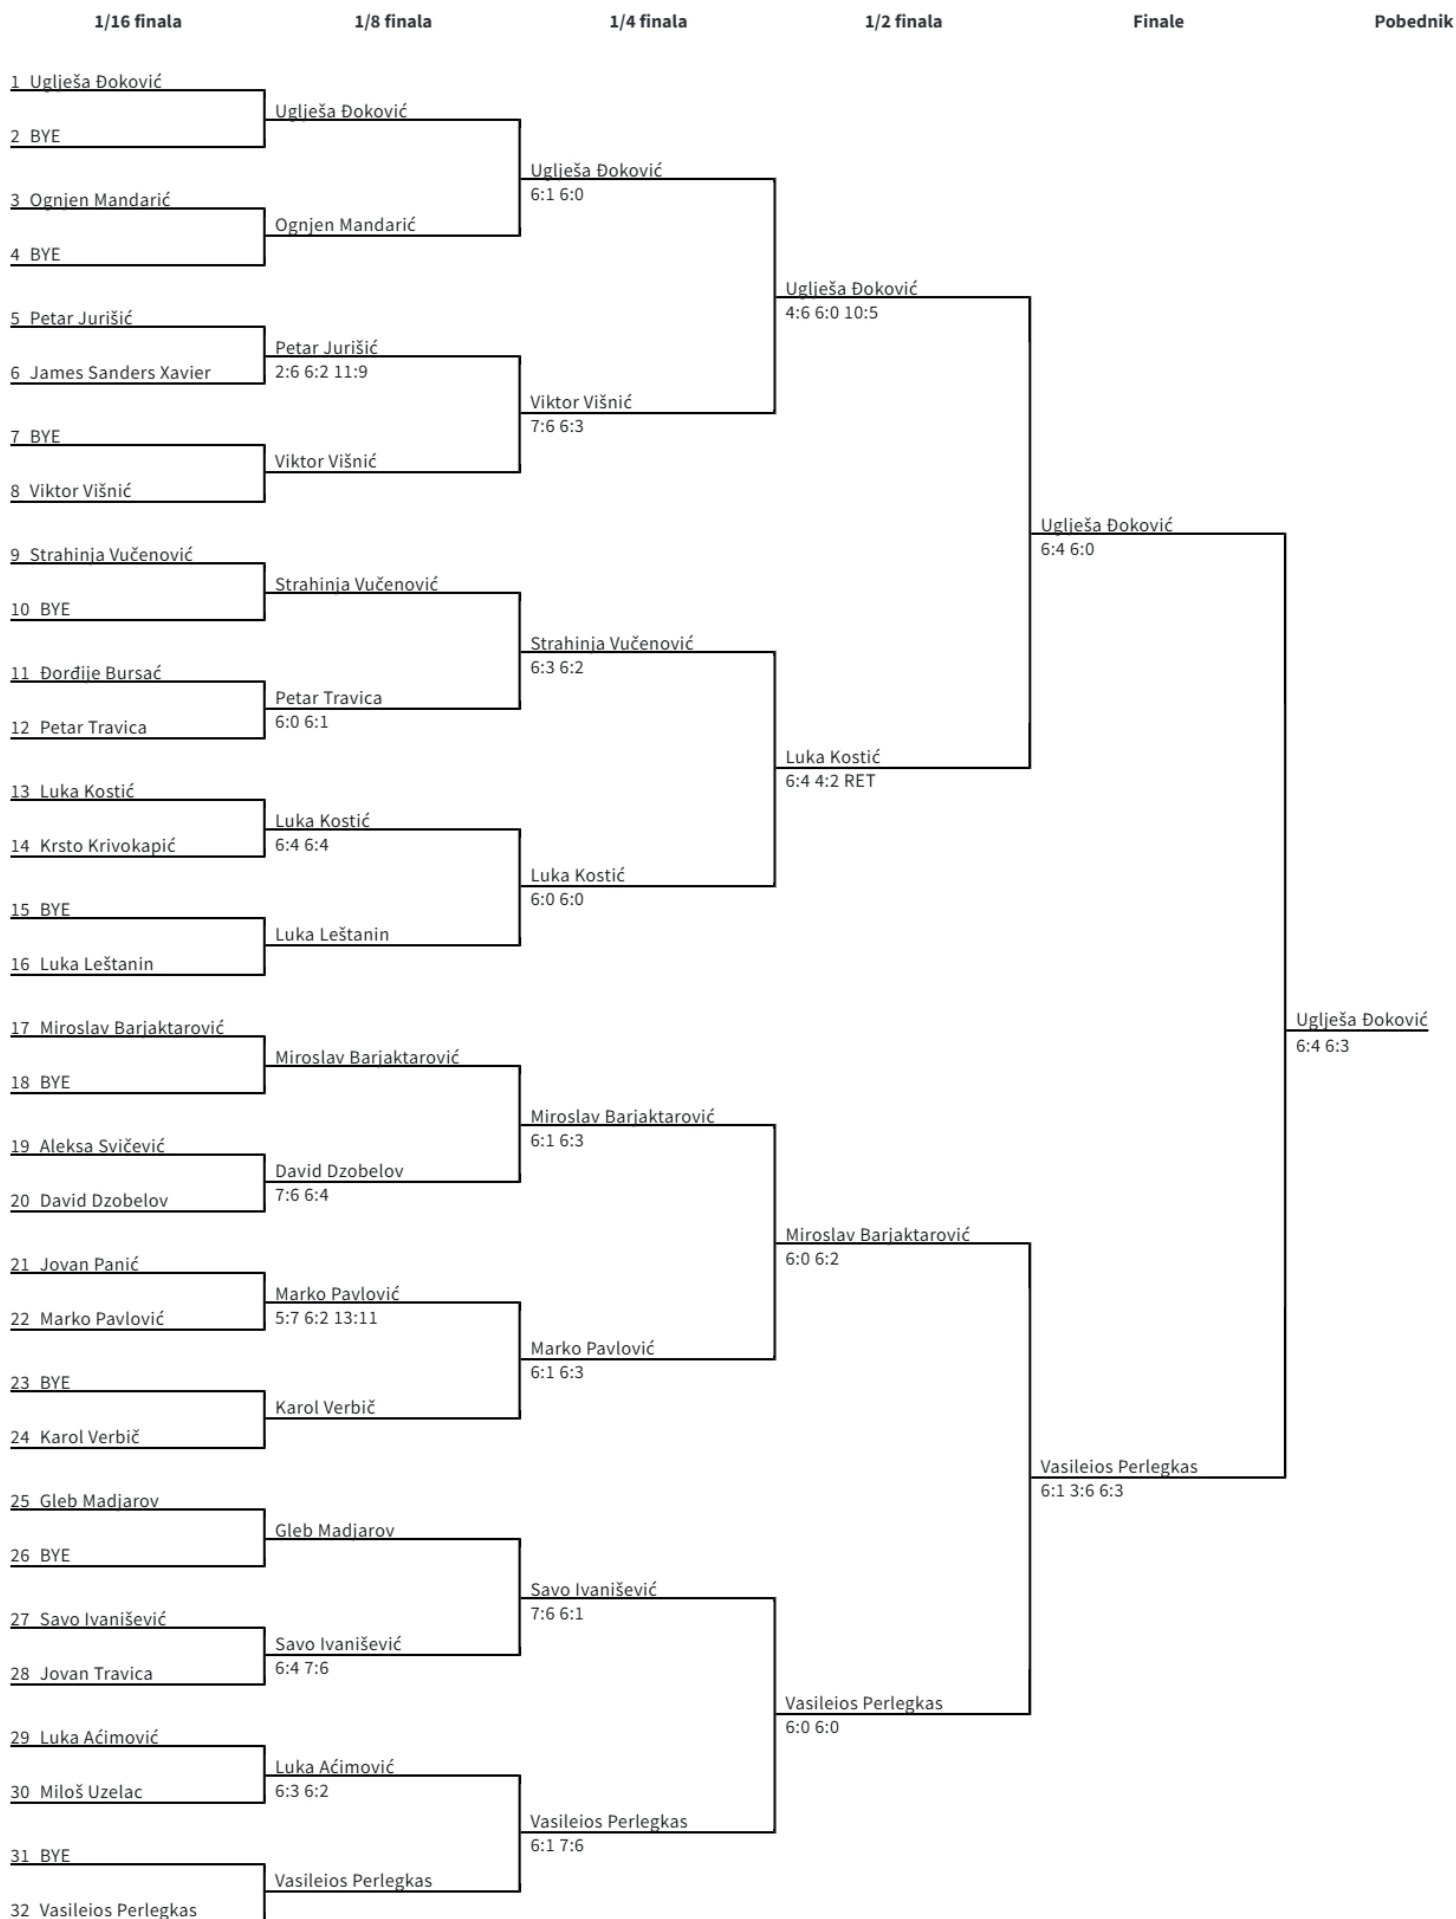 1/16 finala
1/8 finala
1/4 finala
1/2 finala
Finale
Pobednik
1 Uglješa Đoković
2 BYE
3 Ognjen Mandarić
4 BYE
5 Petar Jurišić
6 James Sanders Xavier
7 BYE
8 Viktor Višnić
9 Strahinja Vučenović
10 BYE
11 Đorđije Bursać
12 Petar Travica
13 Luka Kostić
14 Krsto Krivokapić
15 BYE
16 Luka Leštanin
17 Miroslav Barjaktarović
18 BYE
19 Aleksa Svičević
20 David Dzobelov
21 Jovan Panić
22 Marko Pavlović
23 BYE
24 Karol Verbič
25 Gleb Madjarov
26 BYE
27 Savo Ivanišević
28 Jovan Travica
29 Luka Aćimović
30 Miloš Uzelac
31 BYE
32 Vasileios Perlegkas
Uglješa Đoković
Ognjen Mandarić
Petar Jurišić
2:6 6:2 11:9
Viktor Višnić
Strahinja Vučenović
Petar Travica
6:0 6:1
Luka Kostić
6:4 6:4
Luka Leštanin
Miroslav Barjaktarović
David Dzobelov
7:6 6:4
Marko Pavlović
5:7 6:2 13:11
Karol Verbič
Gleb Madjarov
Savo Ivanišević
6:4 7:6
Luka Aćimović
6:3 6:2
Vasileios Perlegkas
Uglješa Đoković
6:1 6:0
Viktor Višnić
7:6 6:3
Strahinja Vučenović
6:3 6:2
Luka Kostić
6:0 6:0
Miroslav Barjaktarović
6:1 6:3
Marko Pavlović
6:1 6:3
Savo Ivanišević
7:6 6:1
Vasileios Perlegkas
6:1 7:6
Uglješa Đoković
4:6 6:0 10:5
Luka Kostić
6:4 4:2 RET
Miroslav Barjaktarović
6:0 6:2
Vasileios Perlegkas
6:0 6:0
Uglješa Đoković
6:4 6:0
Vasileios Perlegkas
6:1 3:6 6:3
Uglješa Đoković
6:4 6:3